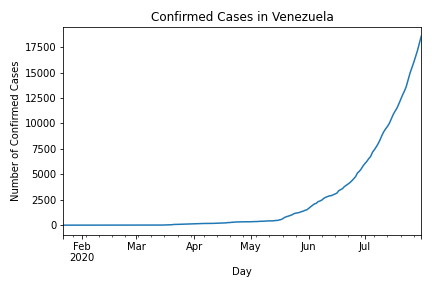 Confirmed Cases in Venezuela
Number of Confirmed Cases
17500
15000
12500
10000
7500
5000
2500
0
Feb Mar Apr May Jun Jul
2020
Day